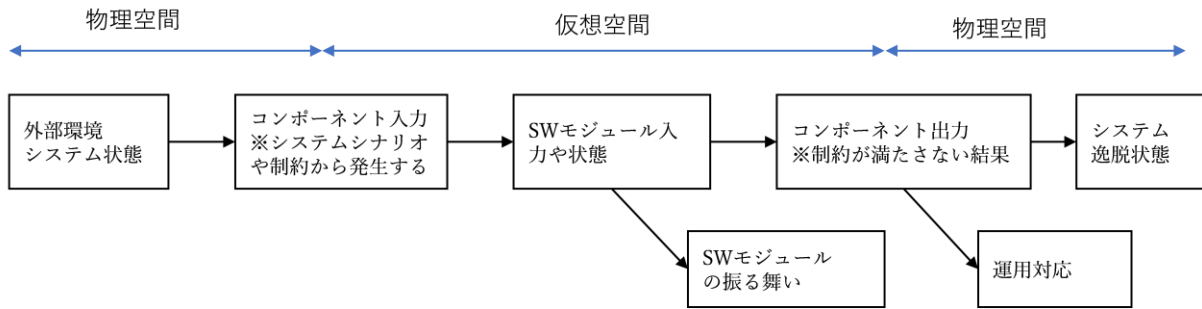 物理空間
仮想空間
物理空間
外部環境
システム状態
コンポーネント入力
※システムシナリオ
や制約から発生する
SWモジュール入
力や状態
コンポーネント出力
※制約が満たさない結果
システム
逸脱状態
SWモジュール
の振る舞い
運用対応